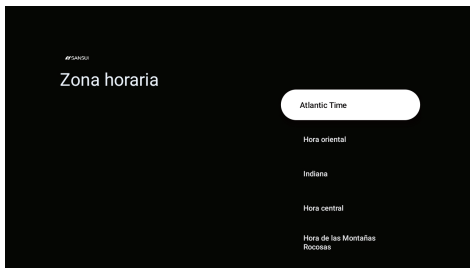 SANSUI
Zona horaria
Atlantic Time
Hora oriental
Indiana
Hora central
Hora de las Montañas
Rocosas